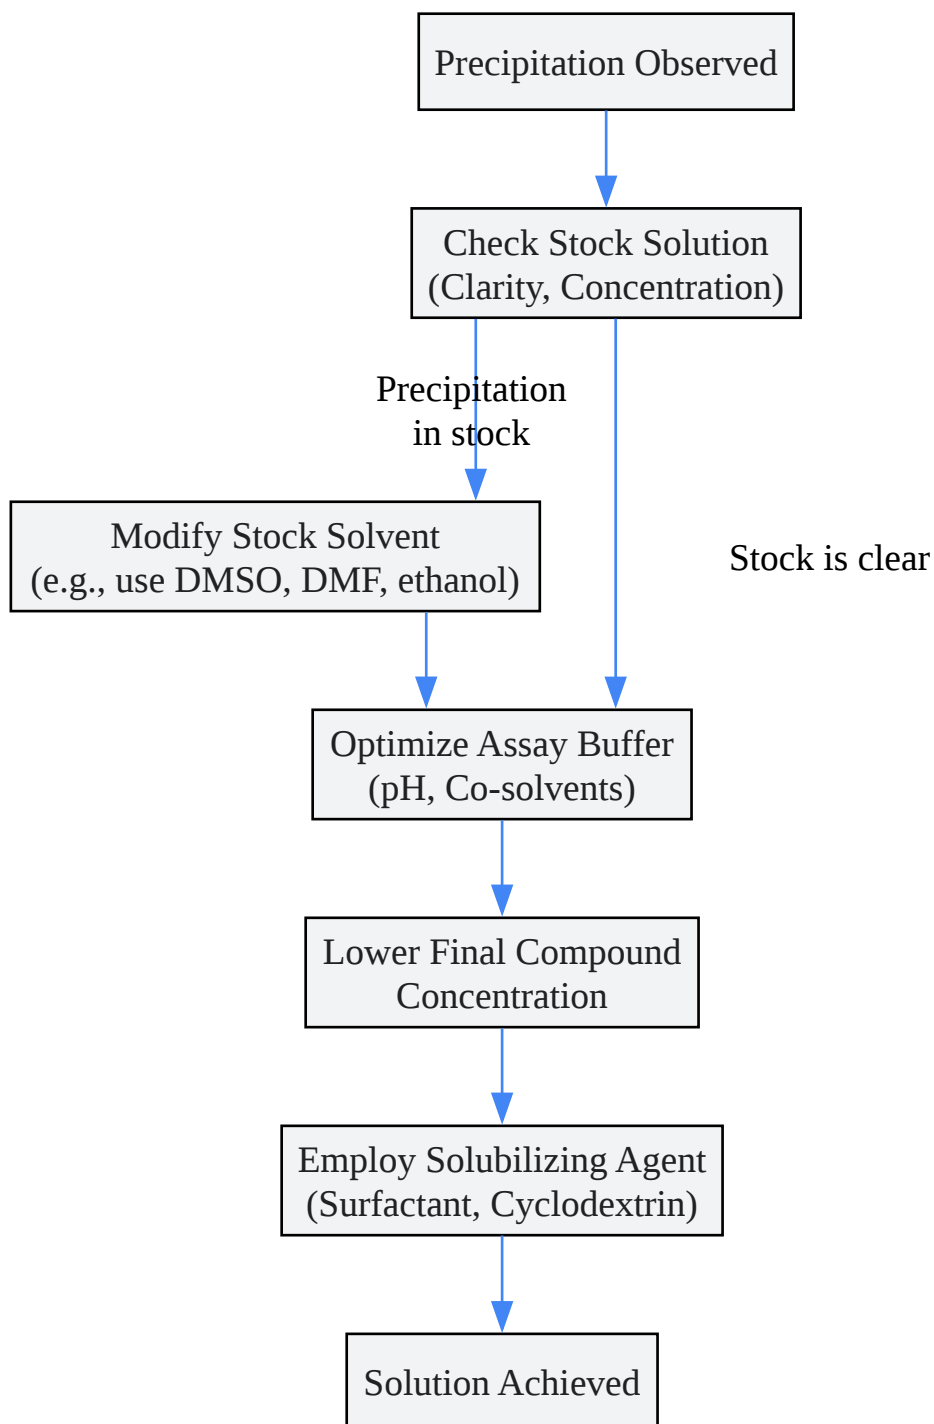 Precipitation Observed
Check Stock Solution
(Clarity, Concentration)
Precipitation
in stock
Modify Stock Solvent
(e.g., use DMSO, DMF, ethanol)
Stock is clear
Optimize Assay Buffer
(pH, Co-solvents)
Lower Final Compound
Concentration
Employ Solubilizing Agent
(Surfactant, Cyclodextrin)
Solution Achieved